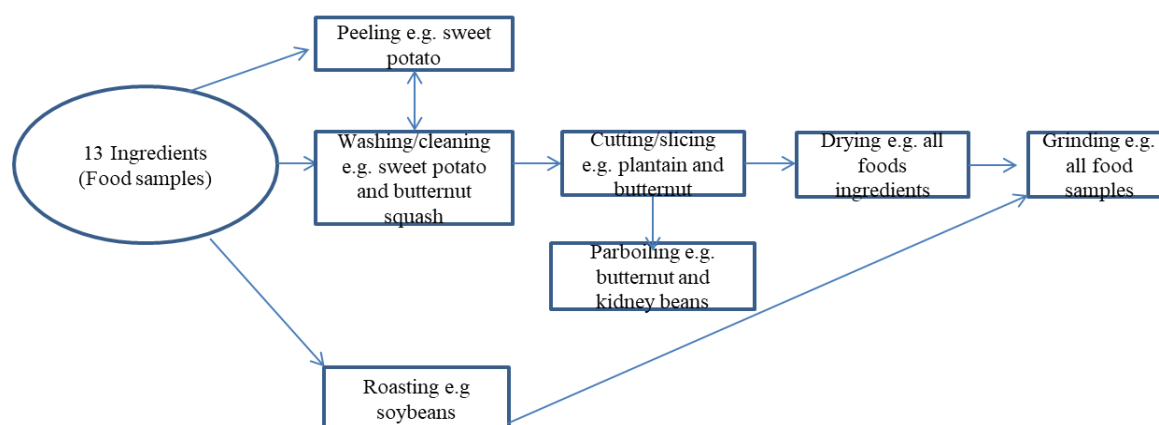 Peeling e.g. sweet
potato
13 Ingredients
(Food samples)
Washing/cleaning
e.g. sweet potato
and butternut
squash
Cutting/slicing
e.g. plantain and
butternut
Drying e.g. all
foods
ingredients
Grinding e.g.
all food
samples
Parboiling e.g.
butternut and
kidney beans
Roasting e.g
soybeans